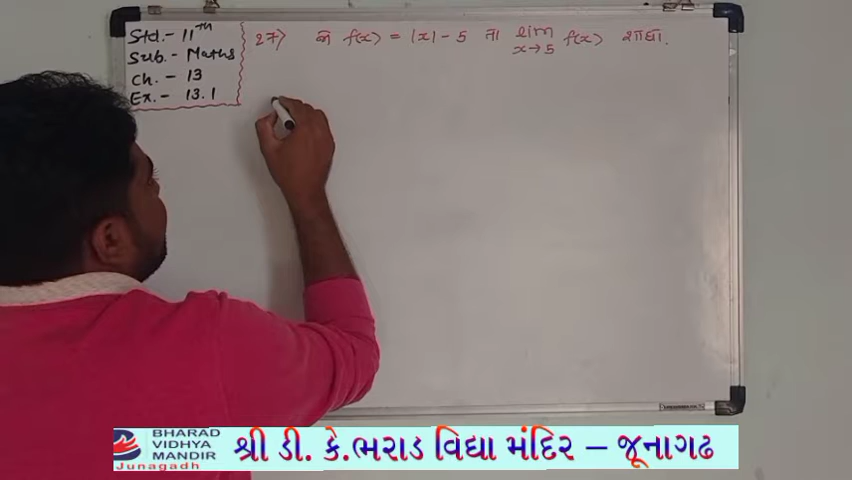 Std.- 11th
Sub.- Maths
Ch. - 13
Ex.- 13.1
27) જો f(x) = |x| - 5 તો lim x→5 f(x) શોધો.
BHARAD
VIDHYA
MANDIR
Junagadh
શ્રી ડી. કે.ભરાડ વિદ્યા મંદિર – જૂનાગઢ